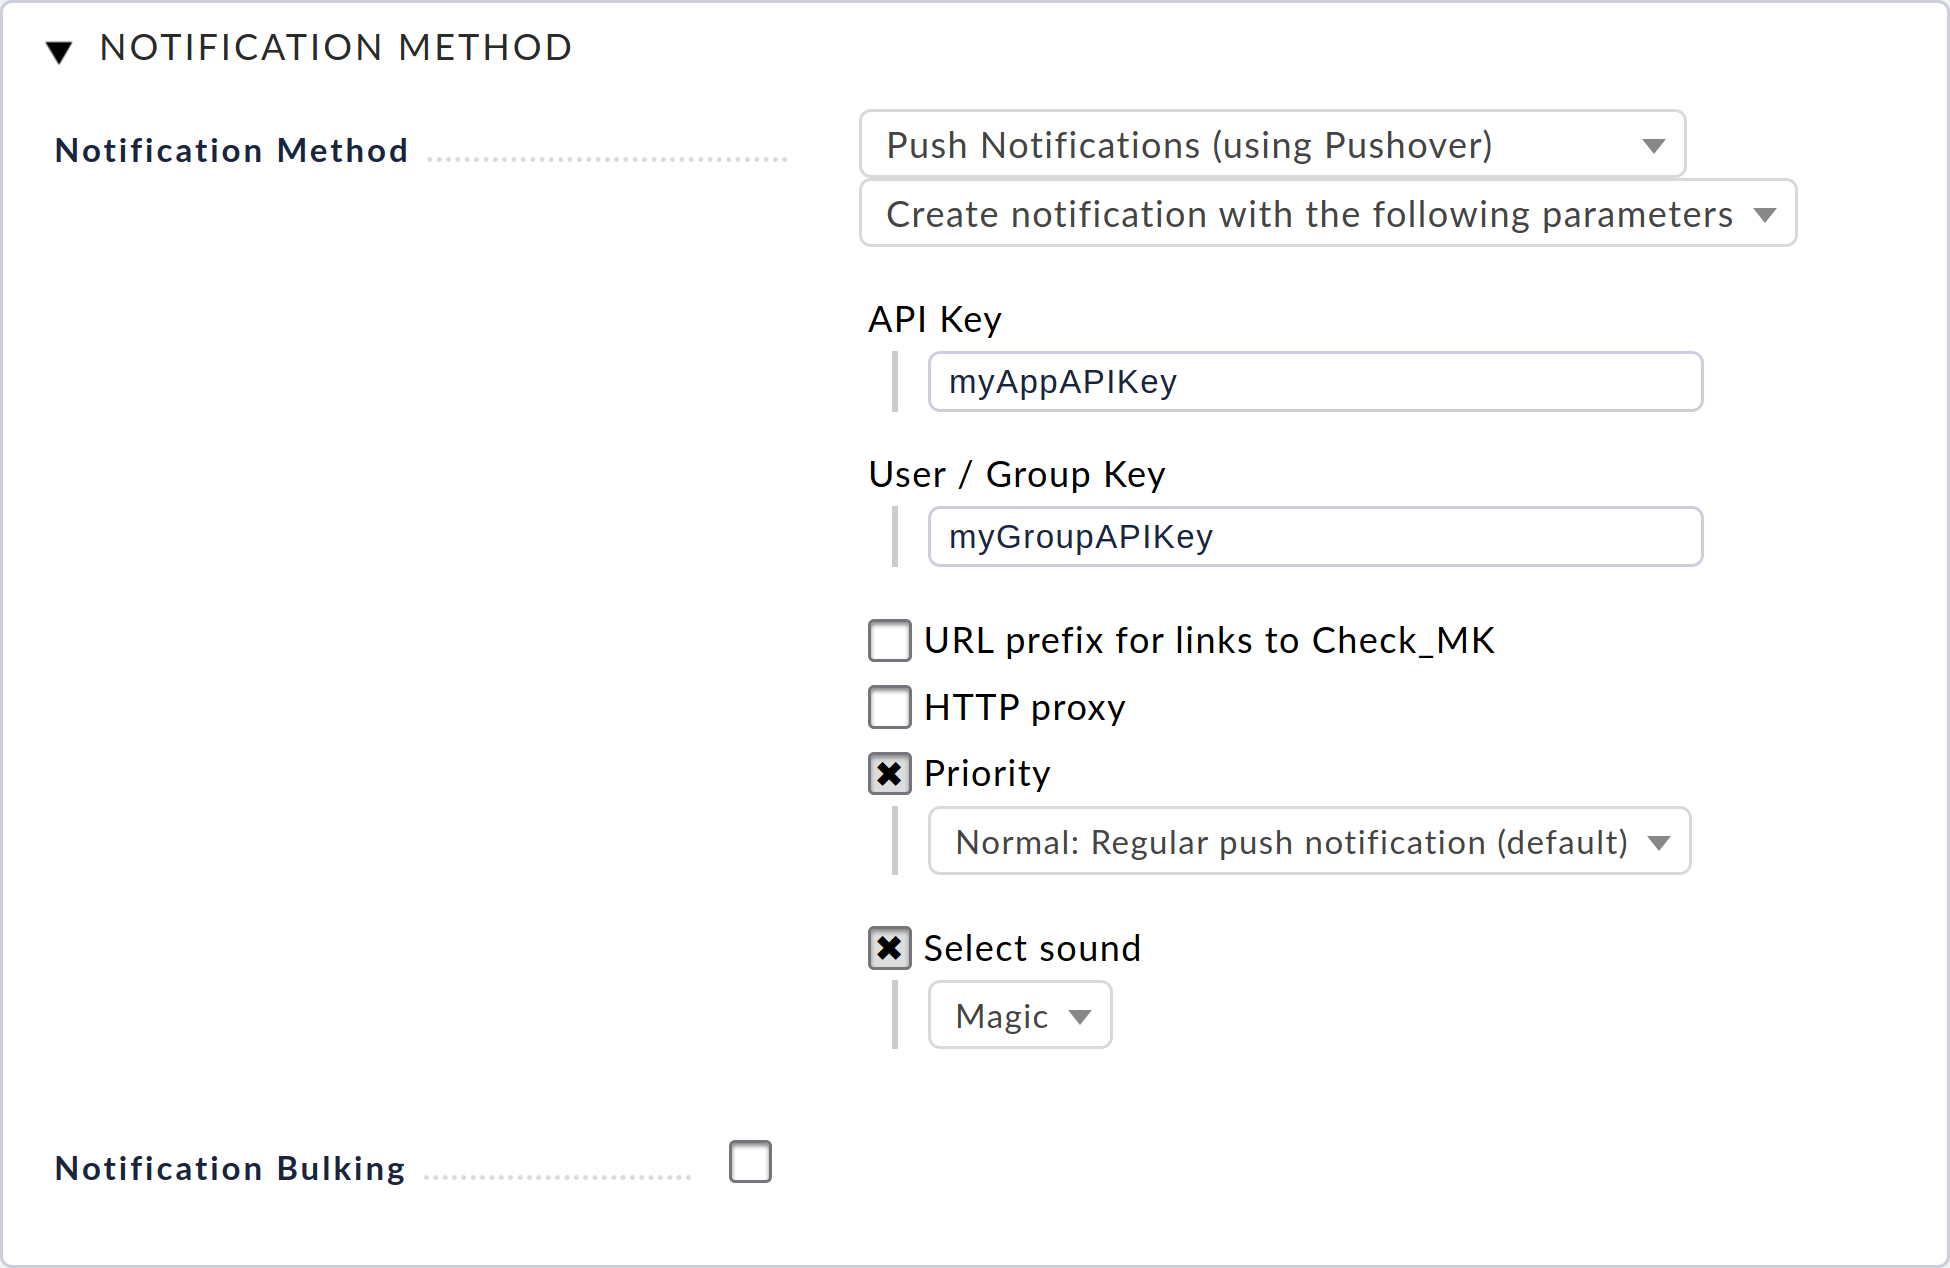 NOTIFICATION METHOD
Notification Method
Push Notifications (using Pushover)
Create notification with the following parameters
API Key
myAppAPIKey
User / Group Key
myGroupAPIKey
URL prefix for links to Check_MK
HTTP proxy
Priority
Normal: Regular push notification (default)
Select sound
Magic
Notification Bulking